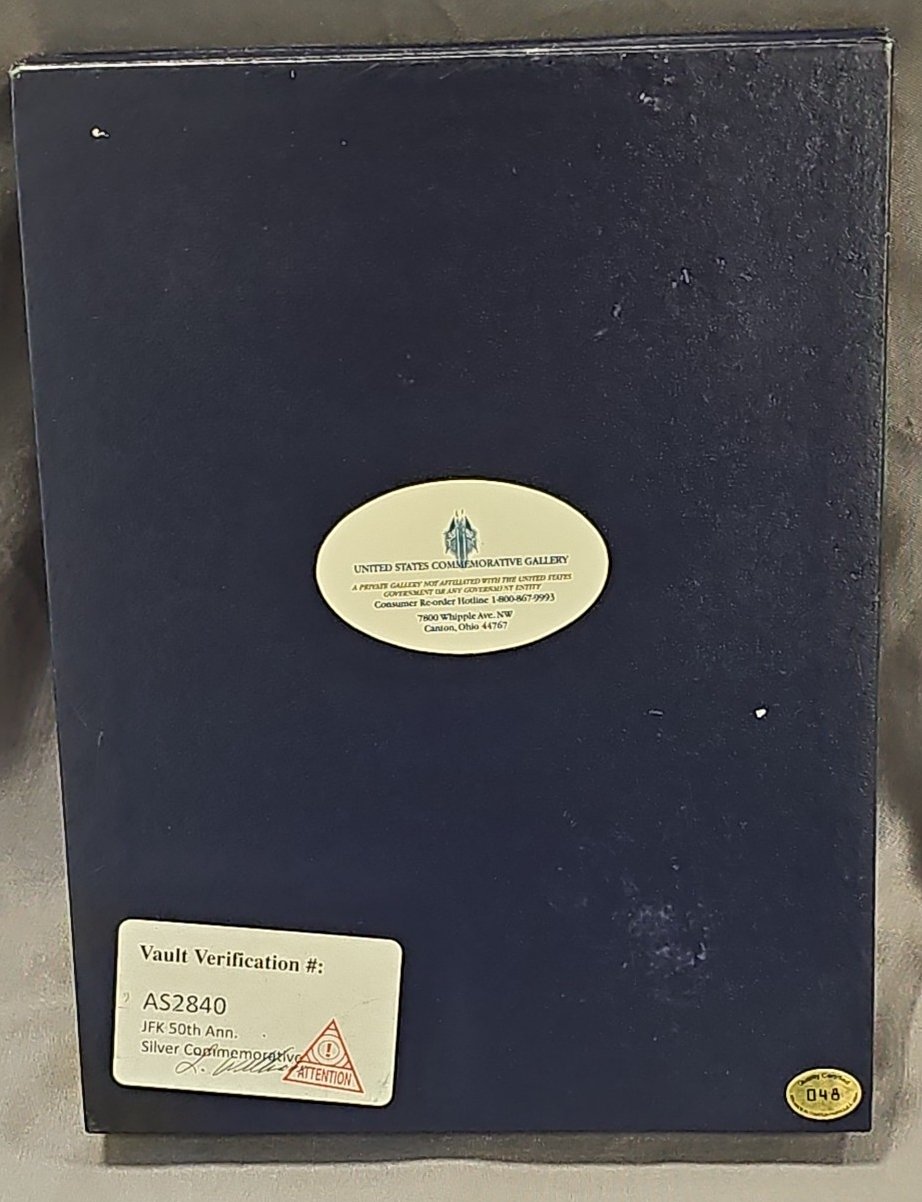 UNITED STATES COMMEMORATIVE GALLERY
A PRIVATE GALLERY NOT AFFILIATED WITH THE UNITED STATES
GOVERNMENT OR ANY GOVERNMENT ENTITY
Consumer Re-order Hotline 1-800-867-9993
7800 Whipple Ave. NW
Canton, Ohio 44767
Vault Verification #:
AS2840
JFK 50th Ann.
Silver Commemorative
ATTENTION
!
Quality Certified
048